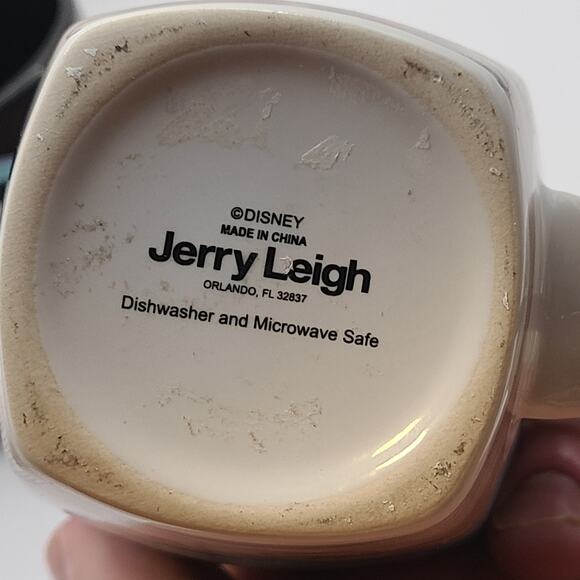 ©DISNEY
MADE IN CHINA
Jerry Leigh
ORLANDO, FL 32837
Dishwasher and Microwave Safe